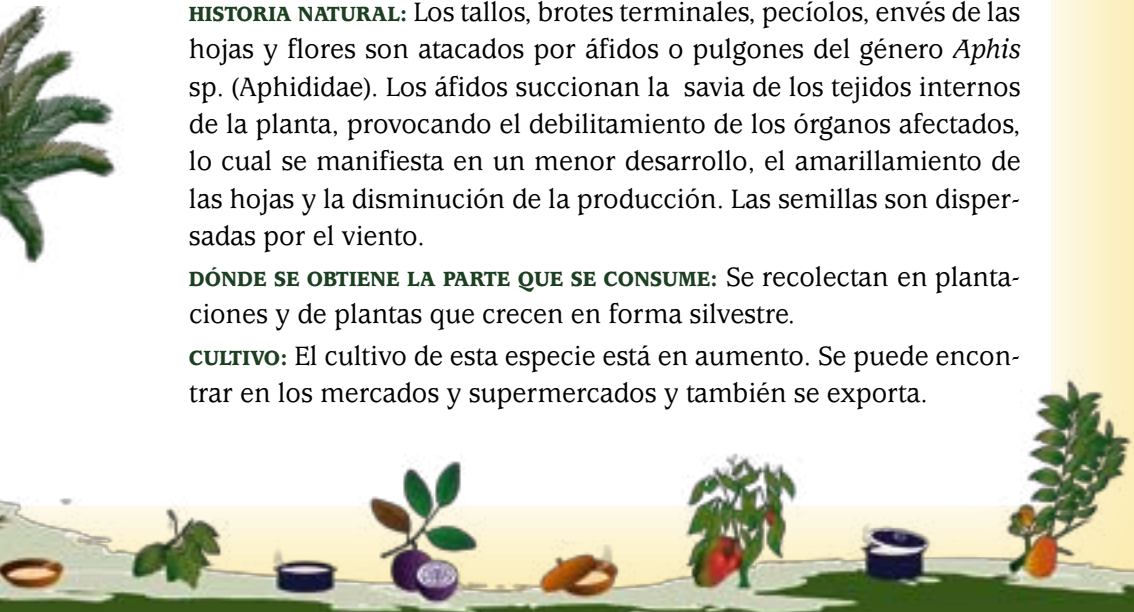 HISTORIA NATURAL: Los tallos, brotes terminales, pecíolos, envés de las
hojas y flores son atacados por áfidos o pulgones del género Aphis
sp. (Aphididae). Los áfidos succionan la savia de los tejidos internos
de la planta, provocando el debilitamiento de los órganos afectados,
lo cual se manifiesta en un menor desarrollo, el amarillamiento de
las hojas y la disminución de la producción. Las semillas son disper-
sadas por el viento.
DÓNDE SE OBTIENE LA PARTE QUE SE CONSUME: Se recolectan en planta-
ciones y de plantas que crecen en forma silvestre.
CULTIVO: El cultivo de esta especie está en aumento. Se puede encon-
trar en los mercados y supermercados y también se exporta.